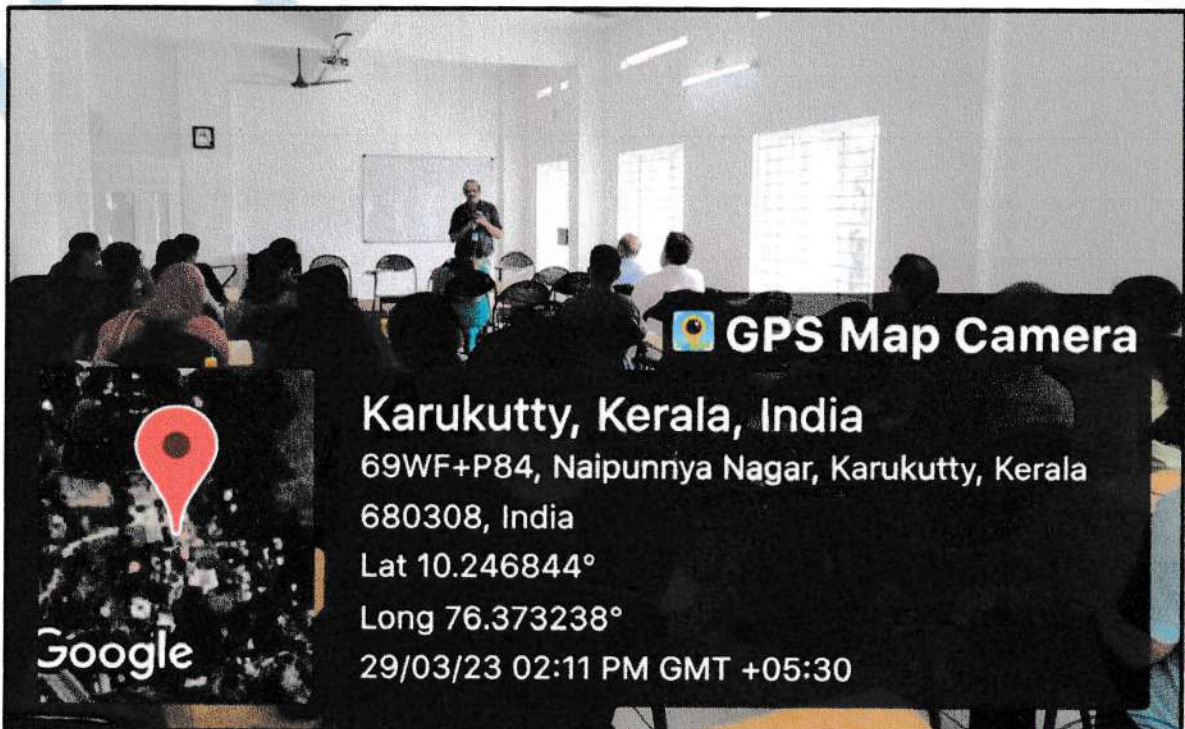 GPS Map Camera
Karukutty, Kerala, India
69WF+P84, Naipunnya Nagar, Karukutty, Kerala
680308, India
Lat 10.246844°
Long 76.373238°
29/03/23 02:11 PM GMT +05:30
Google